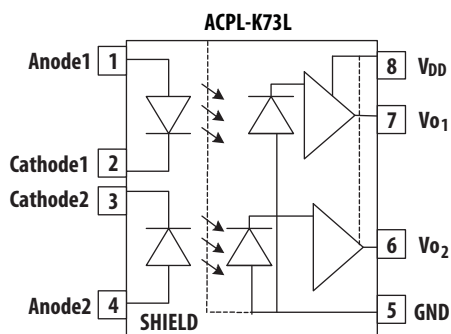 ACPL-K73L
Anode1 1
8 VDD
7 Vo1
Cathode1 2
Cathode2 3
6 Vo2
Anode2 4
5 GND
SHIELD